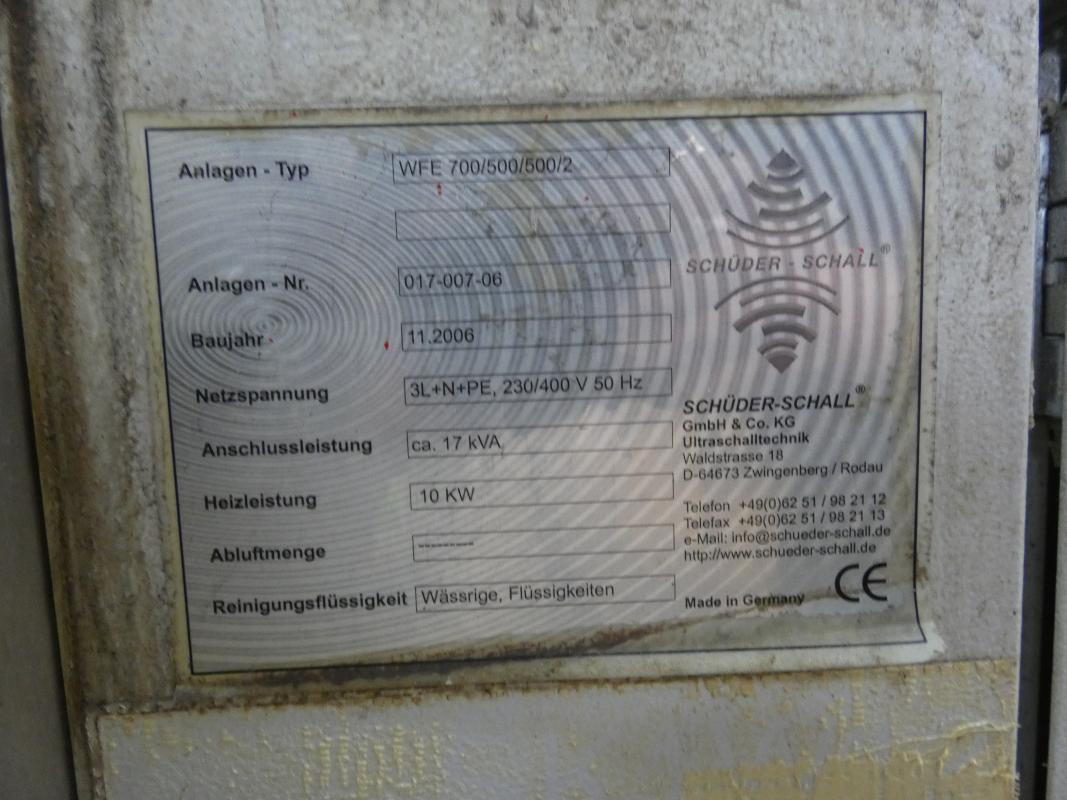 Anlagen - Typ WFE 700/500/500/2
Anlagen - Nr. 017-007-06
Baujahr 11.2006
Netzspannung 3L+N+PE, 230/400 V 50 Hz
Anschlussleistung ca. 17 kVA
Heizleistung 10 KW
Abluftmenge ---------
Reinigungsflüssigkeit Wässrige, Flüssigkeiten
SCHÜDER - SCHALL®
SCHÜDER-SCHALL®
GmbH & Co. KG
Ultraschalltechnik
Waldstrasse 18
D-64673 Zwingenberg / Rodau
Telefon +49(0)62 51 / 98 21 12
Telefax +49(0)62 51 / 98 21 13
e-Mail: info@schueder-schall.de
http://www.schueder-schall.de
Made in Germany CE